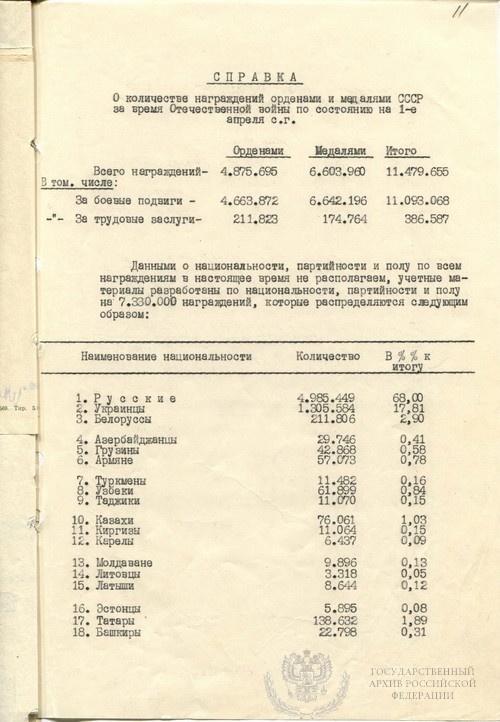 11
СПРАВКА
О количестве награждений орденами и медалями СССР
за время Отечественной войны по состоянию на 1-е
апреля с.г.
Орденами Медалями Итого
Всего награждений- 4.875.695 6.603.960 11.479.655
В том. числе:
За боевые подвиги - 4.663.872 6.642.196 11.093.068
-"- За трудовые заслуги- 211.823 174.764 386.587
Данными о национальности, партийности и полу по всем
награждениям в настоящее время не располагаем, учетные ма-
териалы разработаны по национальности, партийности и полу
на 7.330.000 награждений, которые распределяются следующим
образом:
Наименование национальности Количество В %% к
итогу
1. Русские 4.985.449 68,00
2. Украинцы 1.305.584 17,81
3. Белоруссы 211.806 2,90
4. Азербайджанцы 29.746 0,41
5. Грузины 42.868 0,58
6. Армяне 57.073 0,78
7. Туркмены 11.482 0,16
8. Узбеки 61.899 0,84
9. Таджики 11.070 0,15
10. Казахи 76.061 1,03
11. Киргизы 11.064 0,15
12. Карелы 6.437 0,09
13. Молдаване 9.896 0,13
14. Литовцы 3.318 0,05
15. Латыши 8.644 0,12
16. Эстонцы 5.895 0,08
17. Татары 138.632 1,89
18. Башкиры 22.798 0,31
ГОСУДАРСТВЕННЫЙ
АРХИВ РОССИЙСКОЙ
ФЕДЕРАЦИИ